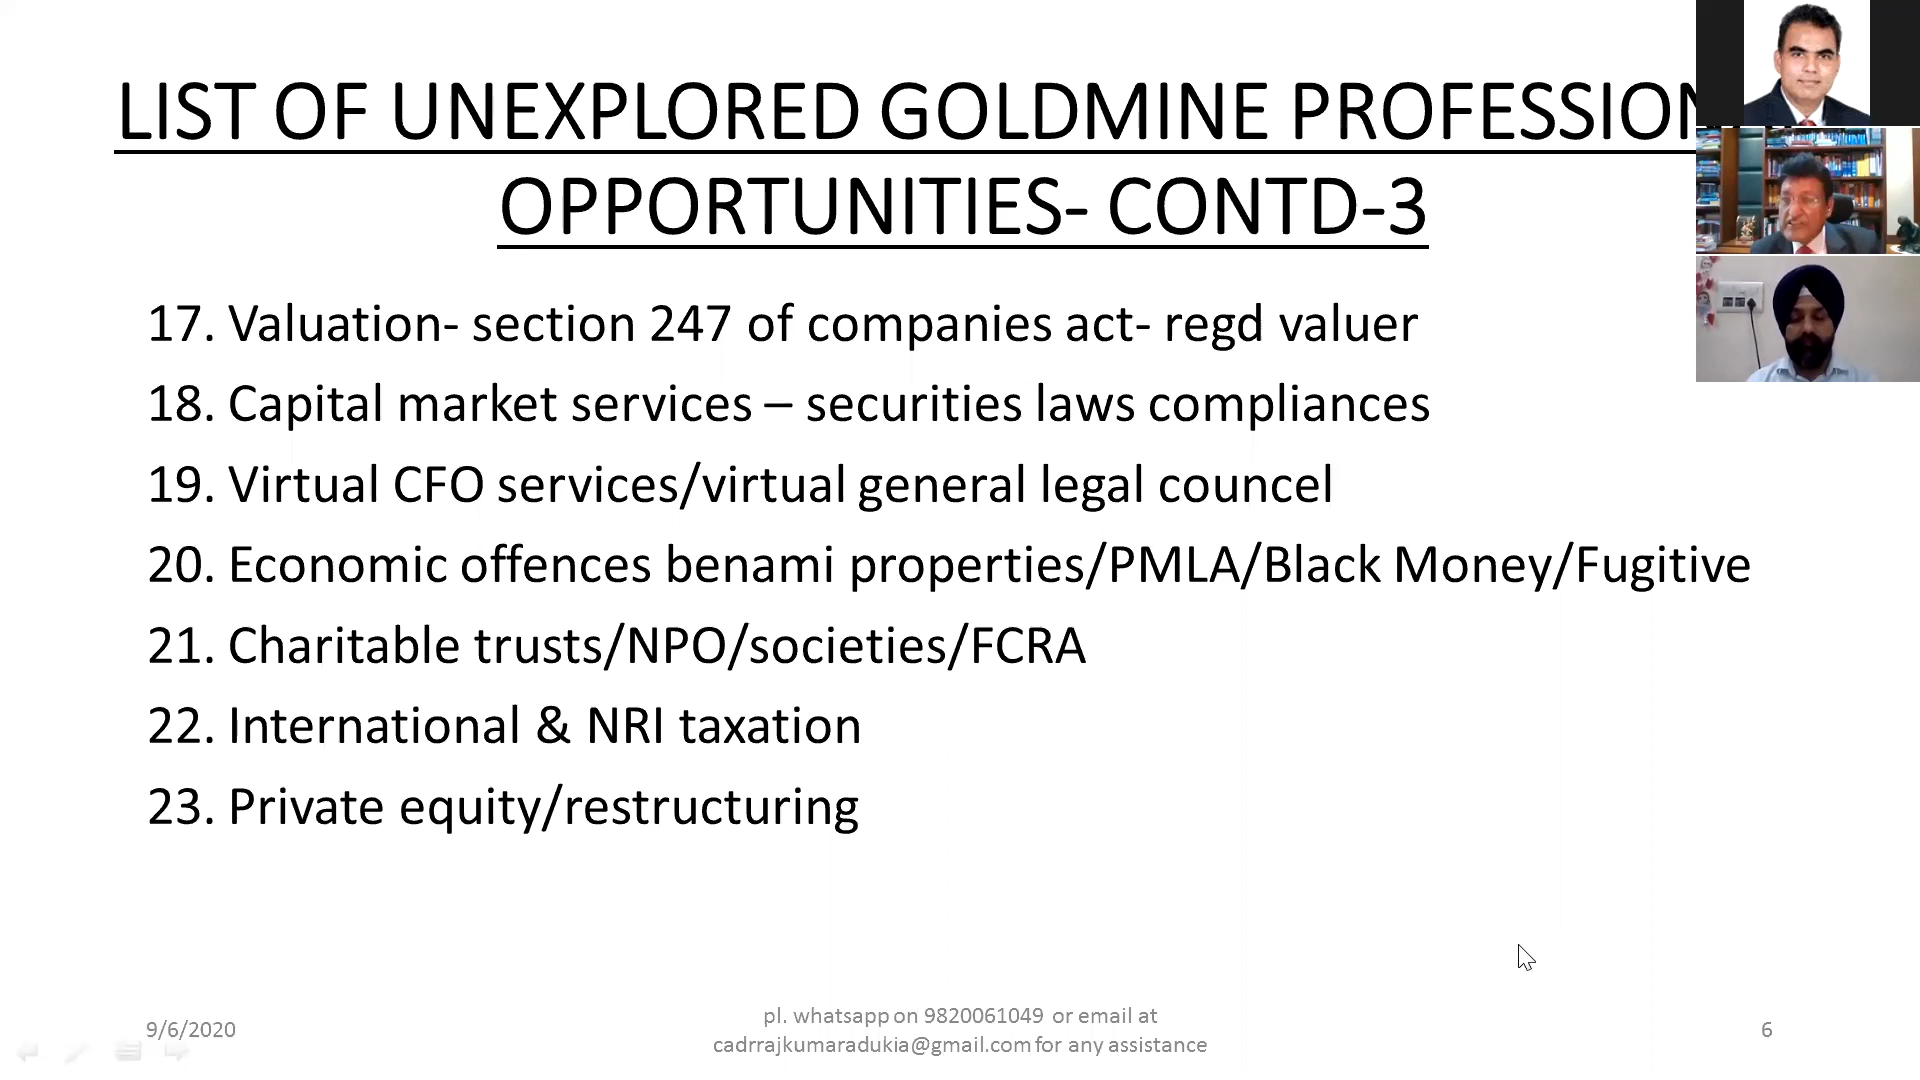 LIST OF UNEXPLORED GOLDMINE PROFESSION
OPPORTUNITIES- CONTD-3
17. Valuation- section 247 of companies act- regd valuer
18. Capital market services – securities laws compliances
19. Virtual CFO services/virtual general legal councel
20. Economic offences benami properties/PMLA/Black Money/Fugitive
21. Charitable trusts/NPO/societies/FCRA
22. International & NRI taxation
23. Private equity/restructuring
9/6/2020
pl. whatsapp on 9820061049 or email at
cadrrajkumaradukia@gmail.com for any assistance
6